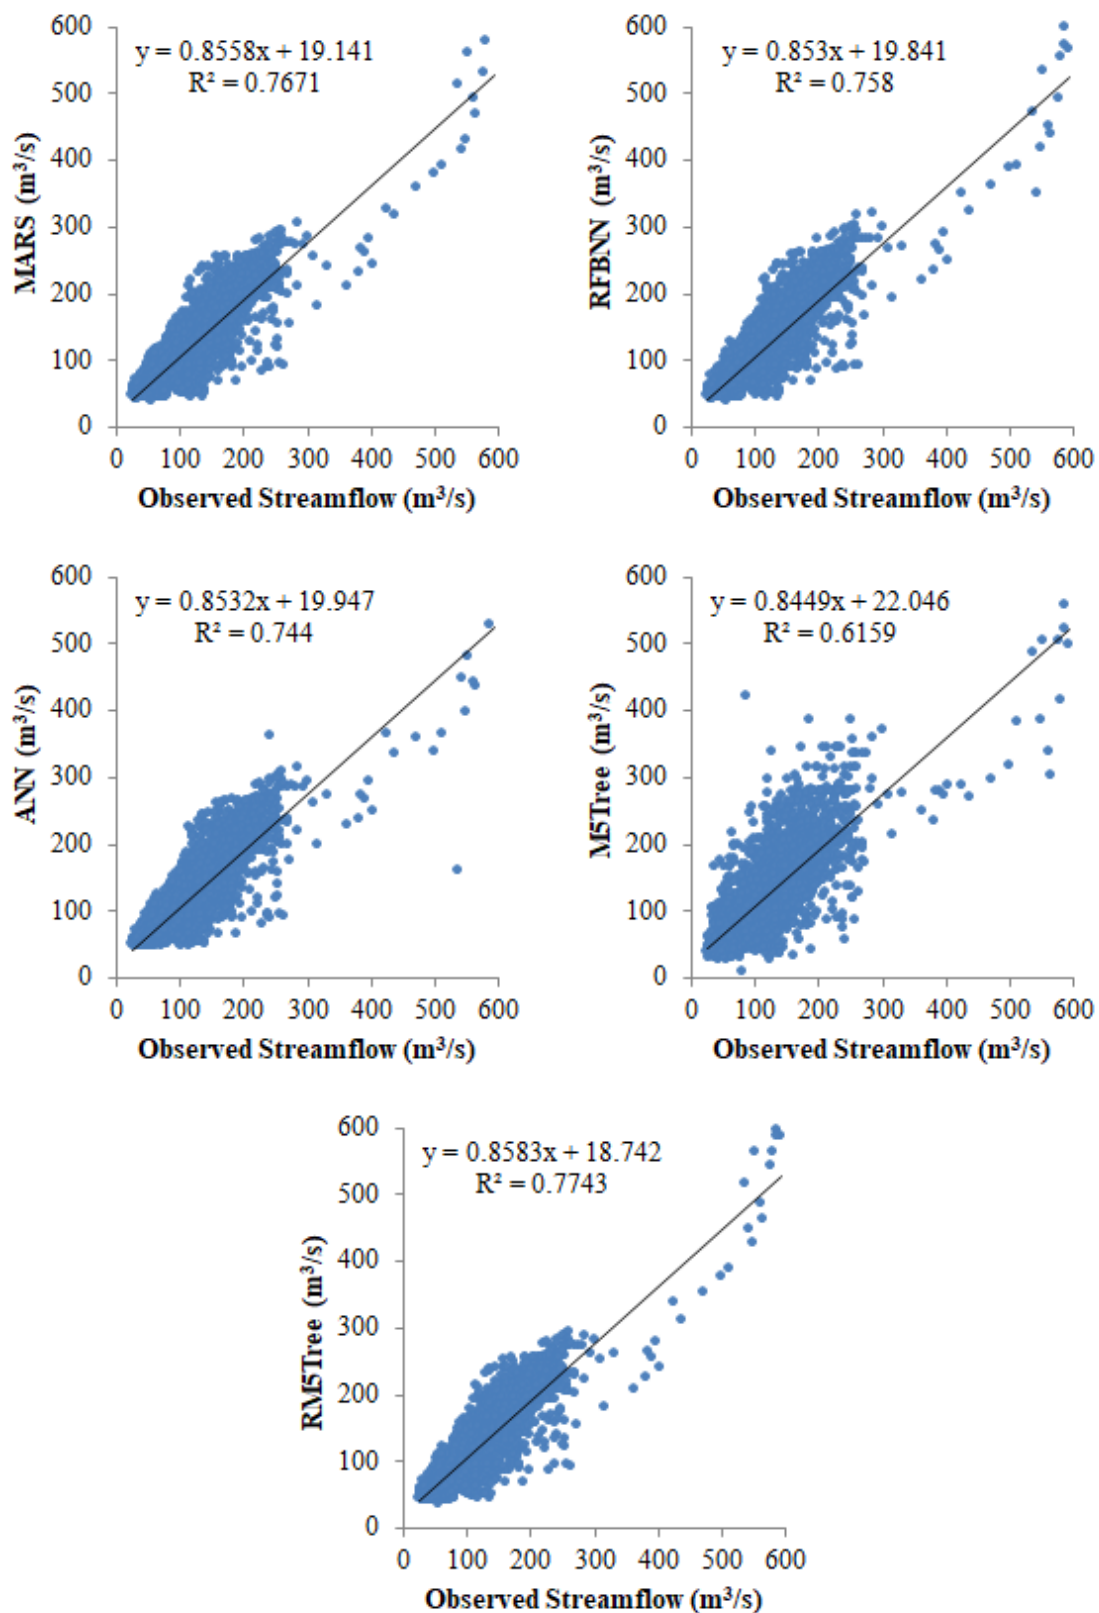 y = 0.8558x + 19.141
R² = 0.7671
MARS (m³/s)
600
500
400
300
200
100
0
0 100 200 300 400 500 600
Observed Streamflow (m³/s)
y = 0.853x + 19.841
R² = 0.758
RFBNN (m³/s)
600
500
400
300
200
100
0
0 100 200 300 400 500 600
Observed Streamflow (m³/s)
y = 0.8532x + 19.947
R² = 0.744
ANN (m³/s)
600
500
400
300
200
100
0
0 100 200 300 400 500 600
Observed Streamflow (m³/s)
y = 0.8449x + 22.046
R² = 0.6159
M5Tree (m³/s)
600
500
400
300
200
100
0
0 100 200 300 400 500 600
Observed Streamflow (m³/s)
y = 0.8583x + 18.742
R² = 0.7743
RM5Tree (m³/s)
600
500
400
300
200
100
0
0 100 200 300 400 500 600
Observed Streamflow (m³/s)